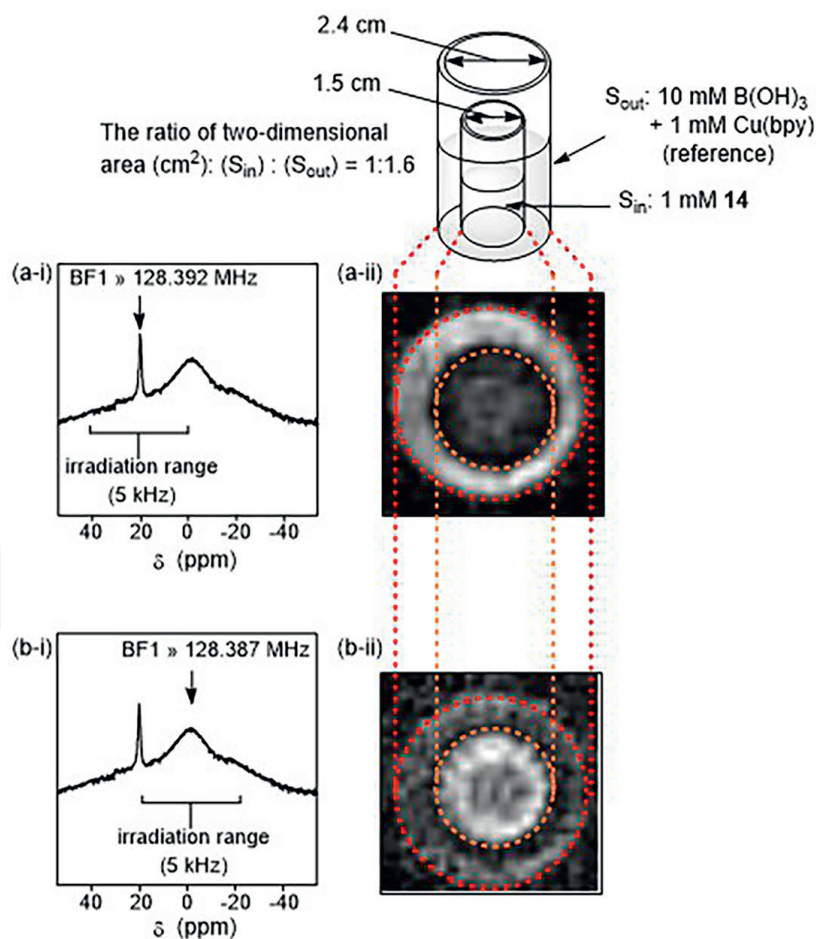 2.4 cm
1.5 cm
The ratio of two-dimensional
area (cm²): (Sin) : (Sout) = 1:1.6
Sout: 10 mM B(OH)3
+ 1 mM Cu(bpy)
(reference)
Sin: 1 mM 14
(a-i)
BF1 » 128.392 MHz
irradiation range
(5 kHz)
40 20 0 -20 -40
δ (ppm)
(a-ii)
(b-i)
BF1 » 128.387 MHz
irradiation range
(5 kHz)
40 20 0 -20 -40
δ (ppm)
(b-ii)